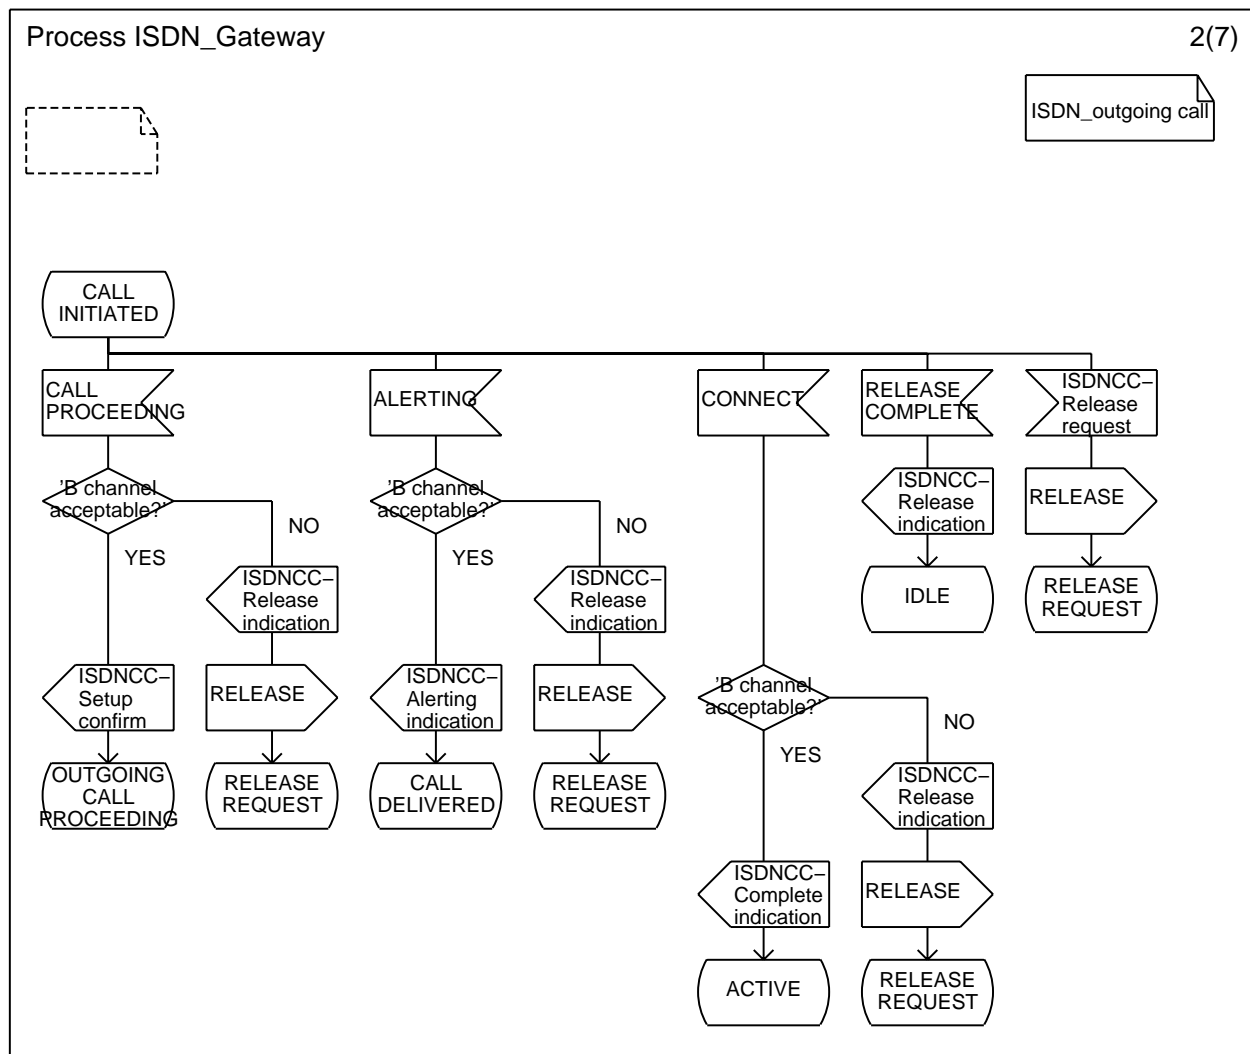 Process ISDN_Gateway
2(7)
ISDN_outgoing call
CALL
INITIATED
CALL
PROCEEDING
ALERTING
CONNECT
RELEASE
COMPLETE
ISDNCC–
Release
request
'B channel
acceptable?'
NO
YES
'B channel
acceptable?'
NO
YES
ISDNCC–
Release
indication
RELEASE
ISDNCC–
Release
indication
ISDNCC–
Release
indication
IDLE
RELEASE
REQUEST
ISDNCC–
Setup
confirm
RELEASE
ISDNCC–
Alerting
indication
RELEASE
'B channel
acceptable?'
NO
YES
OUTGOING
CALL
PROCEEDING
RELEASE
REQUEST
CALL
DELIVERED
RELEASE
REQUEST
ISDNCC–
Release
indication
ISDNCC–
Complete
indication
RELEASE
ACTIVE
RELEASE
REQUEST